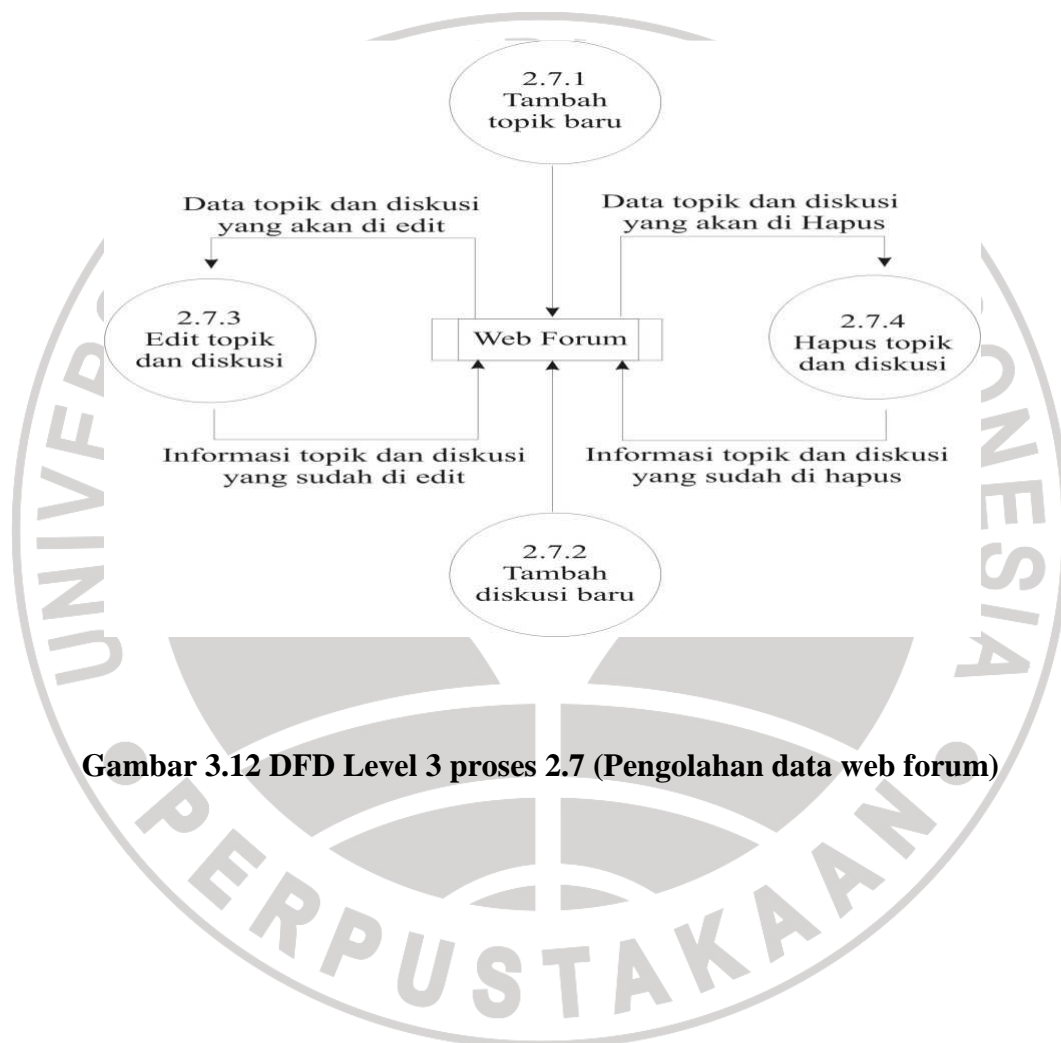 2.7.1
Tambah
topik baru
Data topik dan diskusi
yang akan di edit
Data topik dan diskusi
yang akan di Hapus
2.7.3
Edit topik
dan diskusi
Web Forum
2.7.4
Hapus topik
dan diskusi
Informasi topik dan diskusi
yang sudah di edit
Informasi topik dan diskusi
yang sudah di hapus
2.7.2
Tambah
diskusi baru
Gambar 3.12 DFD Level 3 proses 2.7 (Pengolahan data web forum)
PERPUSTAKAAN